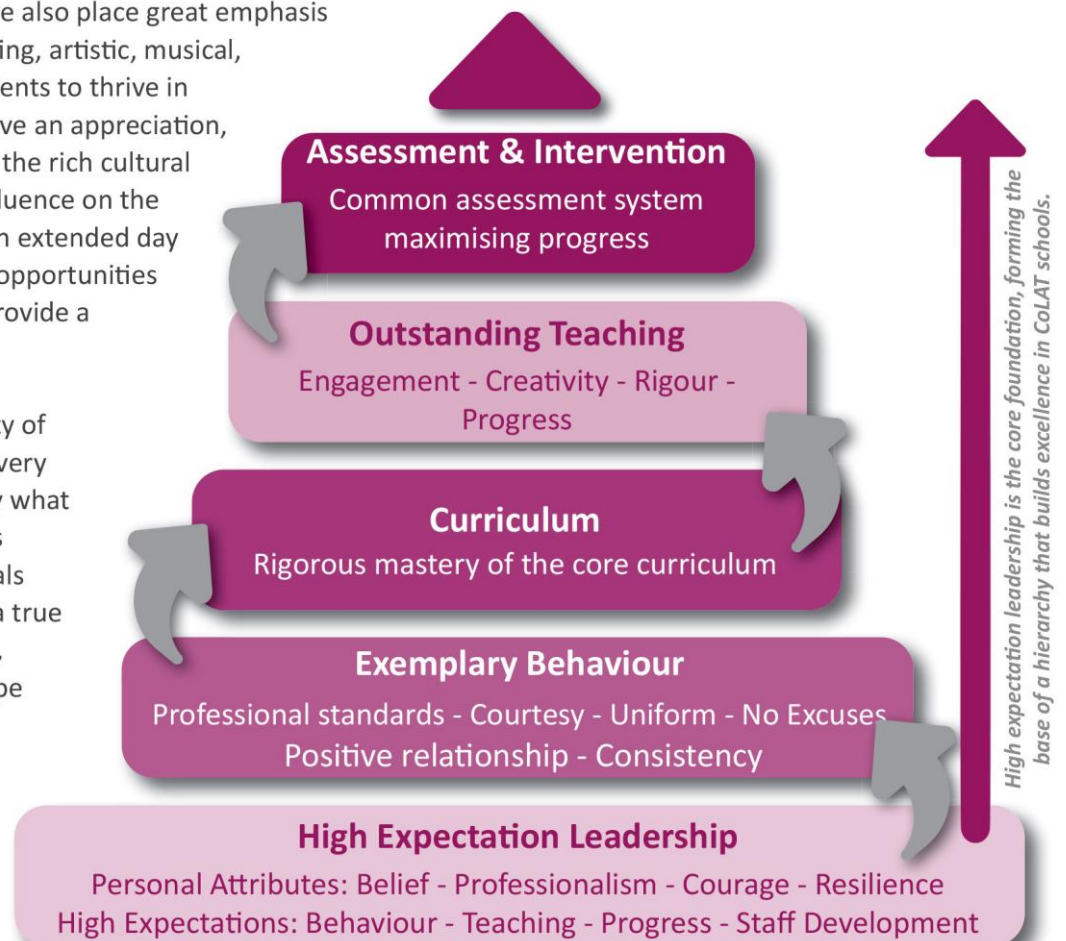 e also place great emphasis
ing, artistic, musical,
ents to thrive in
ve an appreciation,
the rich cultural
luence on the
n extended day
opportunities
rovide a
ty of
very
y what
s
als
a true
be
Assessment & Intervention
Common assessment system
maximising progress
Outstanding Teaching
Engagement - Creativity - Rigour -
Progress
Curriculum
Rigorous mastery of the core curriculum
Exemplary Behaviour
Professional standards - Courtesy - Uniform - No Excuses
Positive relationship - Consistency
High Expectation Leadership
Personal Attributes: Belief - Professionalism - Courage - Resilience
High Expectations: Behaviour - Teaching - Progress - Staff Development
High expectation leadership is the core foundation, forming the
base of a hierarchy that builds excellence in CoLAT schools.